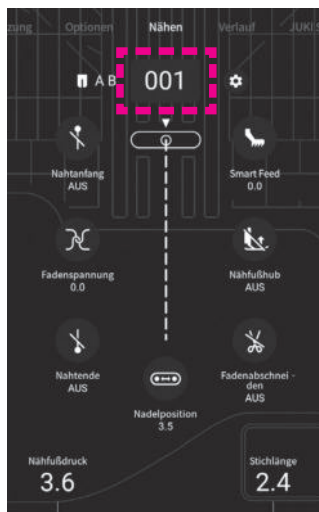 zung Optionen Nähen Verlauf JUKI S
A B 001
Nahtanfang
AUS
Smart Feed
0.0
Fadenspannung
0.0
Nähfußhub
AUS
Nahtende
AUS
Fadenabschnei -
den
AUS
Nadelposition
3.5
Nähfußdruck
3.6
Stichlänge
2.4